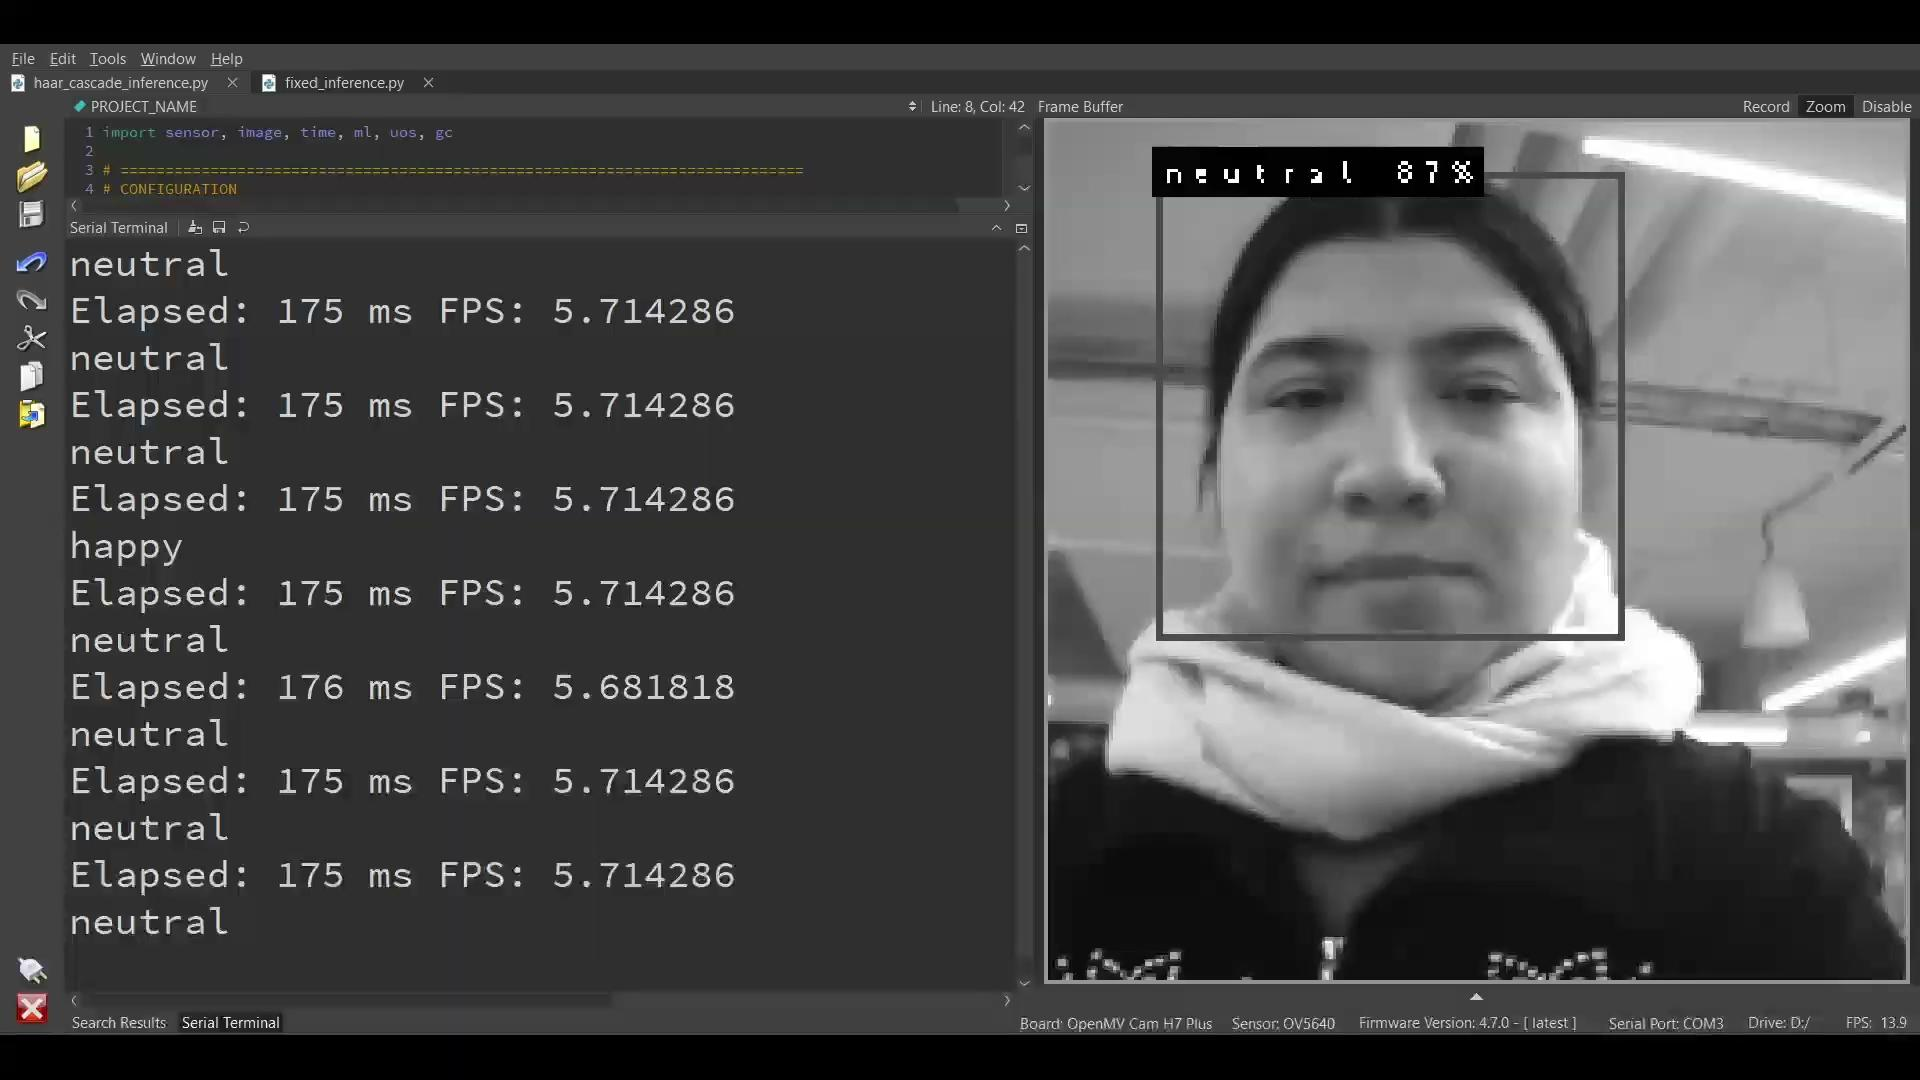 File Edit Tools Window Help
haar_cascade_inference.py fixed_inference.py
PROJECT_NAME Line: 8, Col: 42 Frame Buffer Record Zoom Disable
1 import sensor, image, time, ml, uos, gc
2
3 # ============================================================================
4 # CONFIGURATION
Serial Terminal
neutral
Elapsed: 175 ms FPS: 5.714286
neutral
Elapsed: 175 ms FPS: 5.714286
neutral
Elapsed: 175 ms FPS: 5.714286
happy
Elapsed: 175 ms FPS: 5.714286
neutral
Elapsed: 176 ms FPS: 5.681818
neutral
Elapsed: 175 ms FPS: 5.714286
neutral
Elapsed: 175 ms FPS: 5.714286
neutral
neutral 87%
Search Results Serial Terminal
Board: OpenMV Cam H7 Plus Sensor: OV5640 Firmware Version: 4.7.0 - [ latest ] Serial Port: COM3 Drive: D:/ FPS: 13.9